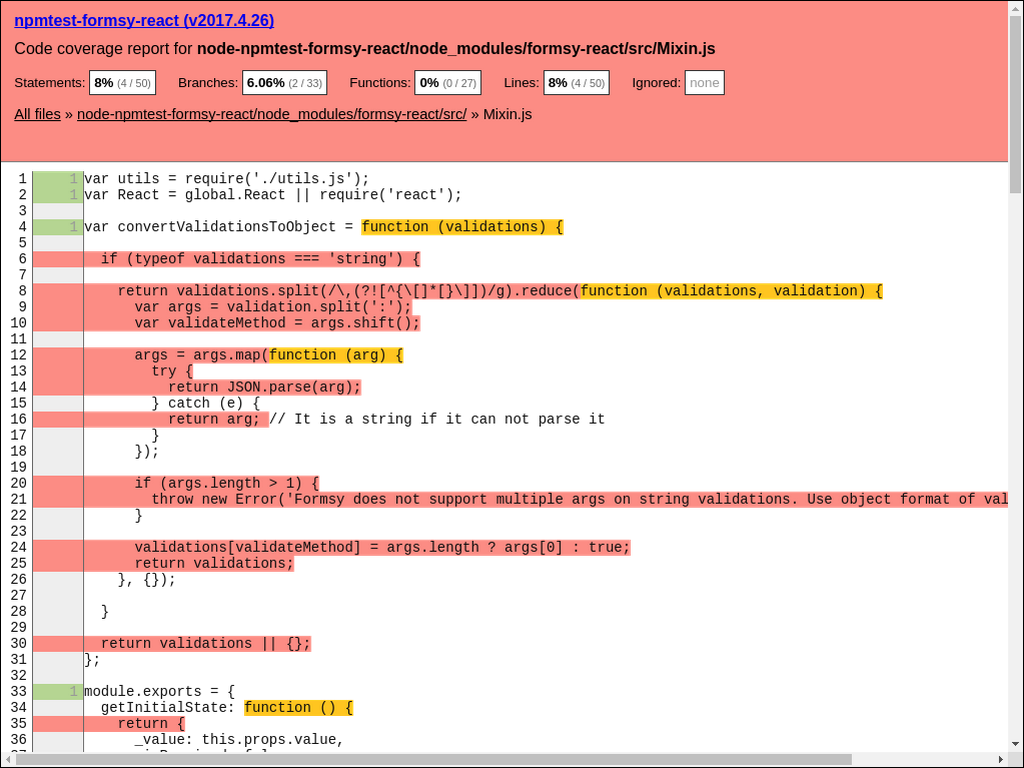 npmtest-formsy-react (v2017.4.26)
Code coverage report for node-npmtest-formsy-react/node_modules/formsy-react/src/Mixin.js
Statements: 8% (4 / 50) Branches: 6.06% (2 / 33) Functions: 0% (0 / 27) Lines: 8% (4 / 50) Ignored: none
All files » node-npmtest-formsy-react/node_modules/formsy-react/src/ » Mixin.js
1 1 var utils = require('./utils.js');
2 1 var React = global.React || require('react');
3
4 1 var convertValidationsToObject = function (validations) {
5
6 if (typeof validations === 'string') {
7
8 return validations.split(/\,(?![^{\[]*[}\]])/g).reduce(function (validations, validation) {
9 var args = validation.split(':');
10 var validateMethod = args.shift();
11
12 args = args.map(function (arg) {
13 try {
14 return JSON.parse(arg);
15 } catch (e) {
16 return arg; // It is a string if it can not parse it
17 }
18 });
19
20 if (args.length > 1) {
21 throw new Error('Formsy does not support multiple args on string validations. Use object format of val
22 }
23
24 validations[validateMethod] = args.length ? args[0] : true;
25 return validations;
26 }, {});
27
28 }
29
30 return validations || {};
31 };
32
33 1 module.exports = {
34 getInitialState: function () {
35 return {
36 _value: this.props.value,